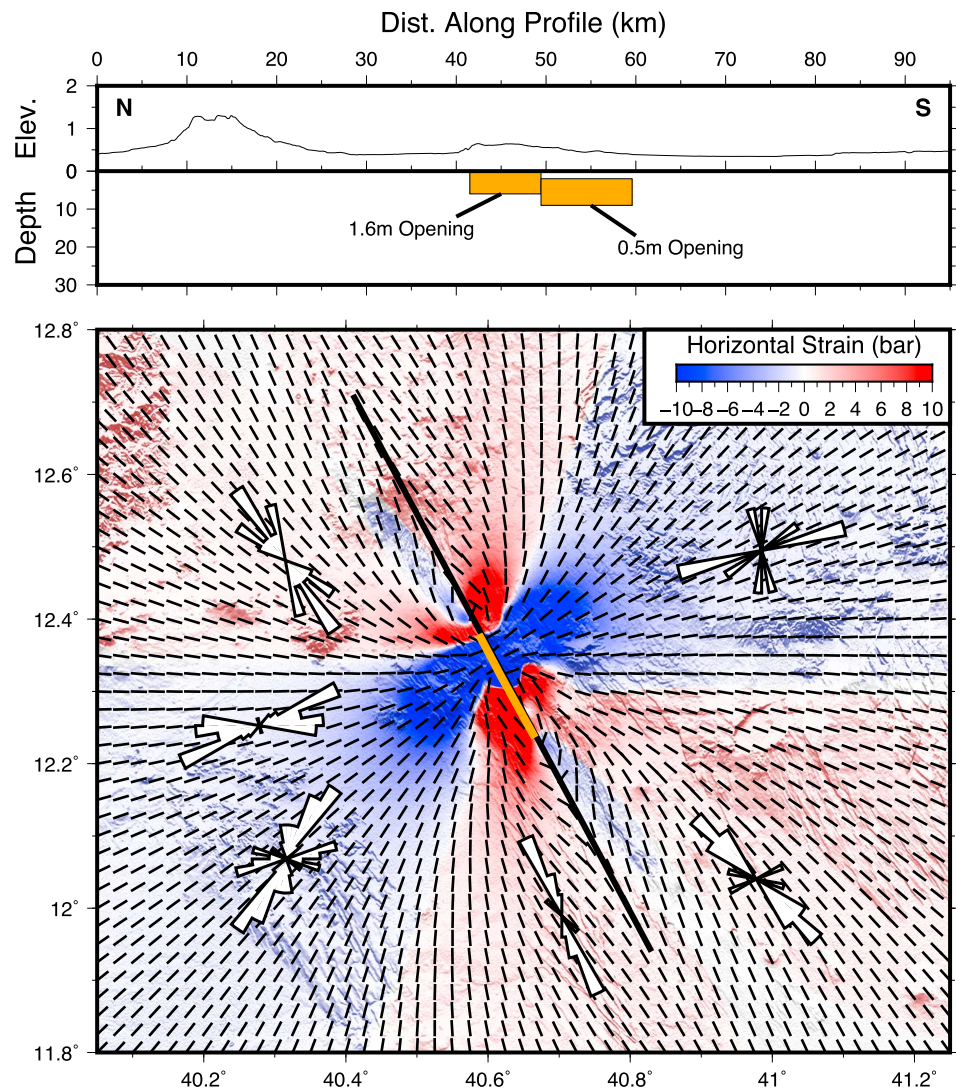 Dist. Along Profile (km)
0 10 20 30 40 50 60 70 80 90
Elev.
2
1
0
N S
Depth
0
10
20
30
1.6m Opening
0.5m Opening
12.8°
12.6°
12.4°
12.2°
12°
11.8°
Horizontal Strain (bar)
−10 −8 −6 −4 −2 0 2 4 6 8 10
40.2° 40.4° 40.6° 40.8° 41° 41.2°